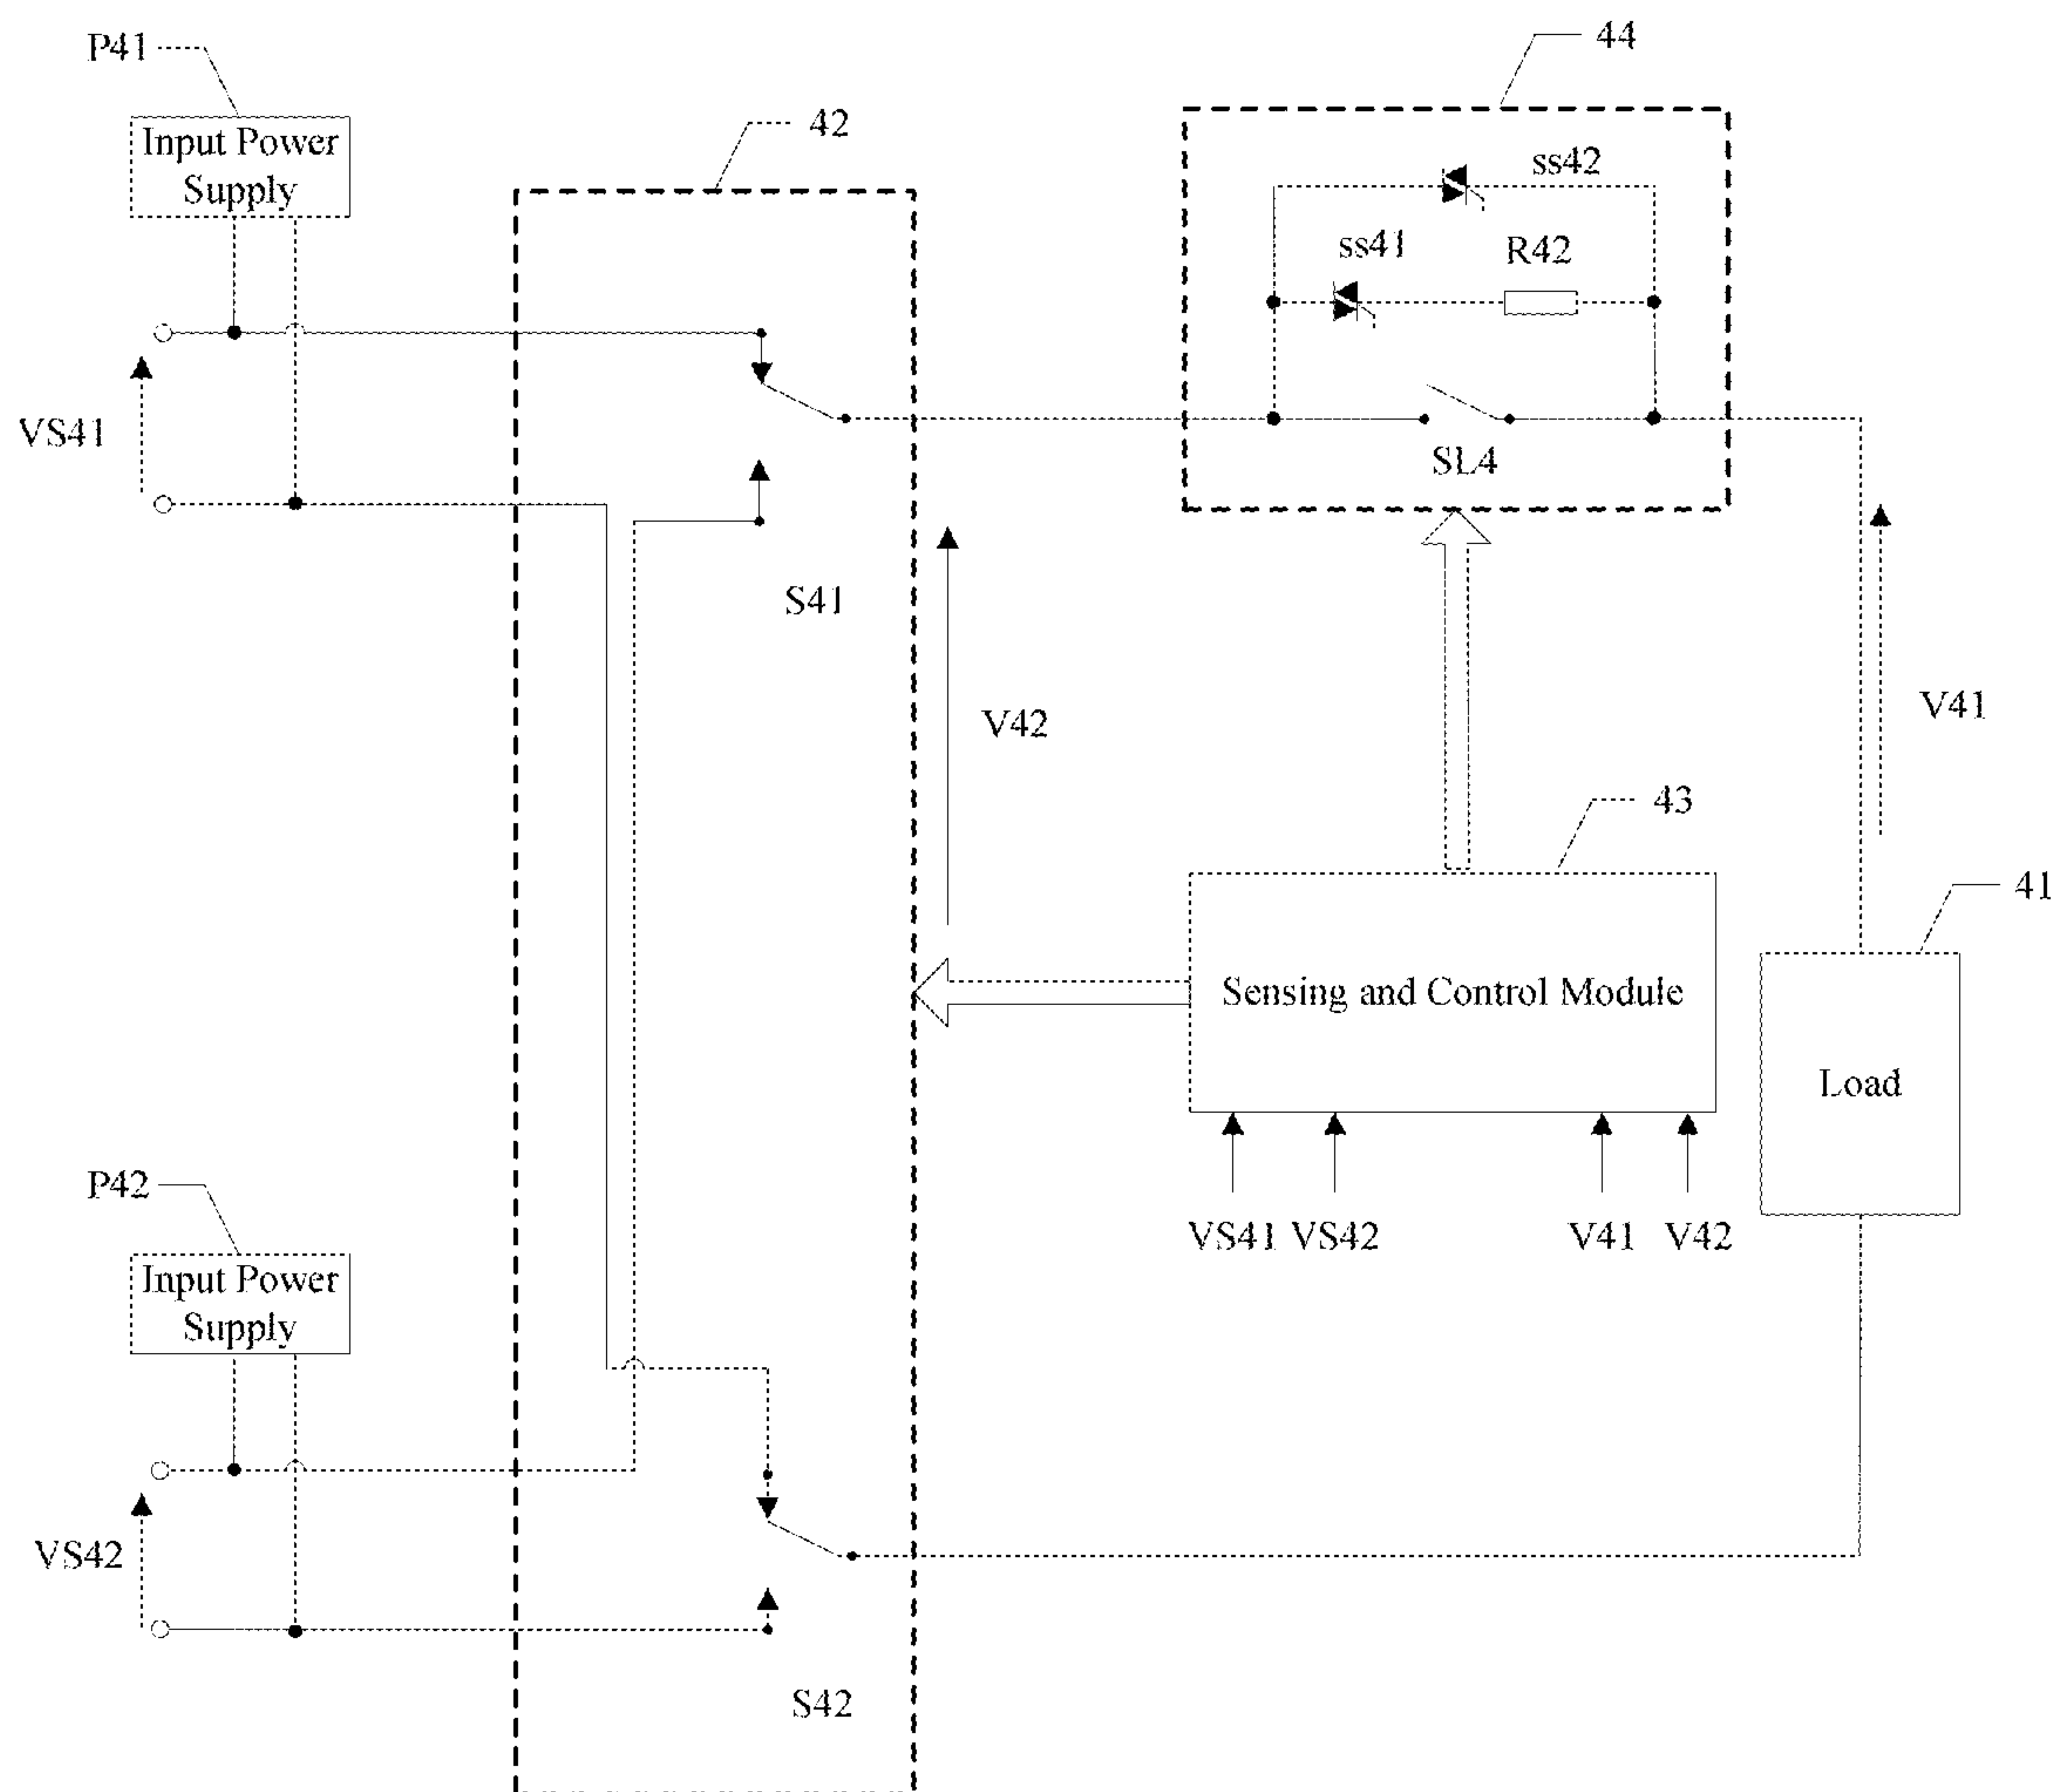 P41
44
42
Input Power
Supply
ss42
ss41
R42
VS41
SL4
S41
V42
V41
43
41
Sensing and Control Module
Load
P42
VS41
VS42
V41
V42
Input Power
Supply
VS42
S42